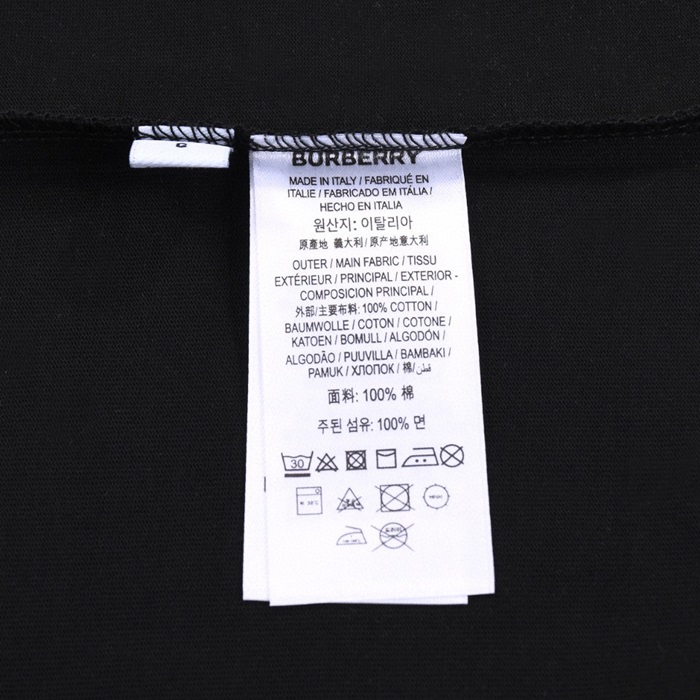 G
BURBERRY
MADE IN ITALY / FABRIQUÉ EN
ITALIE / FABRICADO EM ITÁLIA /
HECHO EN ITALIA
원산지: 이탈리아
原產地 義大利 / 原产地意大利
OUTER / MAIN FABRIC / TISSU
EXTÉRIEUR / PRINCIPAL / EXTERIOR -
COMPOSICION PRINCIPAL /
外部/主要布料: 100% COTTON /
BAUMWOLLE / COTON / COTONE /
KATOEN / BOMULL / ALGODÓN /
ALGODÃO / PUUVILLA / BAMBAKI /
PAMUK / ХЛОПОК / 棉/قطن
面料: 100% 棉
주된 섬유: 100% 면
30